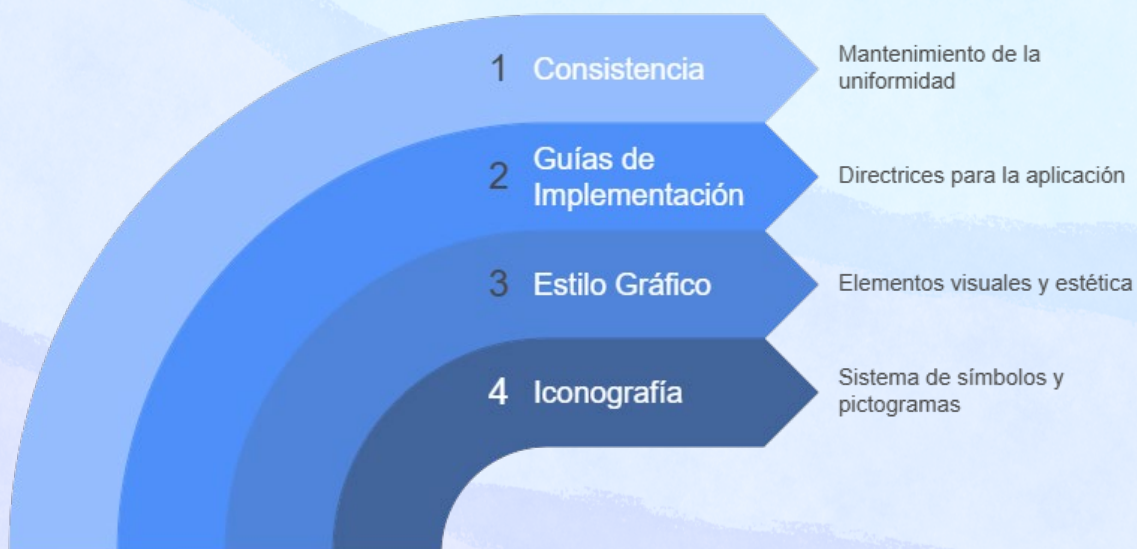 1 Consistencia
Mantenimiento de la
uniformidad
2 Guías de
Implementación
Directrices para la aplicación
3 Estilo Gráfico
Elementos visuales y estética
4 Iconografía
Sistema de símbolos y
pictogramas